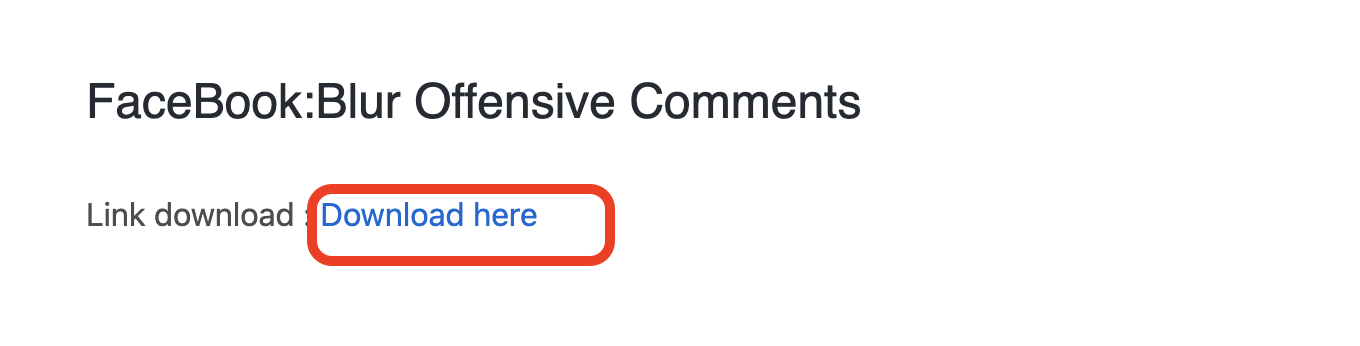 FaceBook:Blur Offensive Comments
Link download : Download here